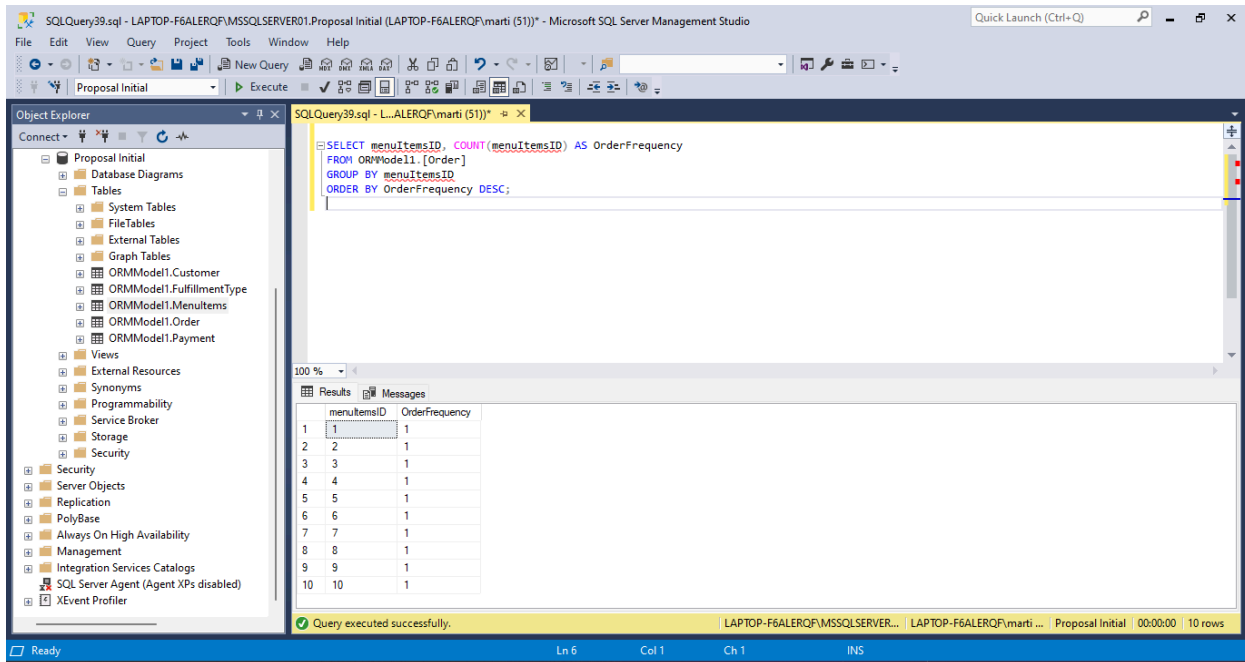 SQLQuery39.sql - LAPTOP-F6ALERQF\MSSQLSERVER01.Proposal Initial (LAPTOP-F6ALERQF\marti (51))* - Microsoft SQL Server Management Studio
Quick Launch (Ctrl+Q)
File Edit View Query Project Tools Window Help
New Query
Proposal Initial
Execute
Object Explorer
SQLQuery39.sql - L...ALERQF\marti (51))*
Connect
Proposal Initial
Database Diagrams
Tables
System Tables
FileTables
External Tables
Graph Tables
ORMModel1.Customer
ORMModel1.FulfillmentType
ORMModel1.MenuItems
ORMModel1.Order
ORMModel1.Payment
Views
External Resources
Synonyms
Programmability
Service Broker
Storage
Security
Security
Server Objects
Replication
PolyBase
Always On High Availability
Management
Integration Services Catalogs
SQL Server Agent (Agent XPs disabled)
XEvent Profiler
SELECT menuItemsID, COUNT(menuItemsID) AS OrderFrequency
FROM ORMModel1.[Order]
GROUP BY menuItemsID
ORDER BY OrderFrequency DESC;
100 %
Results Messages
menuItemsID OrderFrequency
1 1 1
2 2 1
3 3 1
4 4 1
5 5 1
6 6 1
7 7 1
8 8 1
9 9 1
10 10 1
Query executed successfully.
LAPTOP-F6ALERQF\MSSQLSERVER... LAPTOP-F6ALERQF\marti ... Proposal Initial 00:00:00 10 rows
Ready Ln 6 Col 1 Ch 1 INS